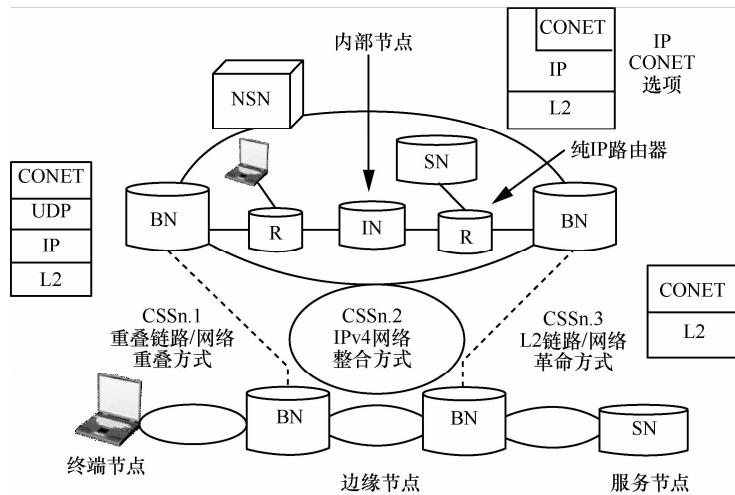 内部节点
CONET
IP
L2
IP
CONET
选项
NSN
SN
纯IP路由器
CONET
UDP
IP
L2
BN
R
IN
R
BN
CONET
L2
CSSn.1
重叠链路/网络
重叠方式
CSSn.2
IPv4网络
整合方式
CSSn.3
L2链路/网络
革命方式
BN
BN
SN
终端节点
边缘节点
服务节点